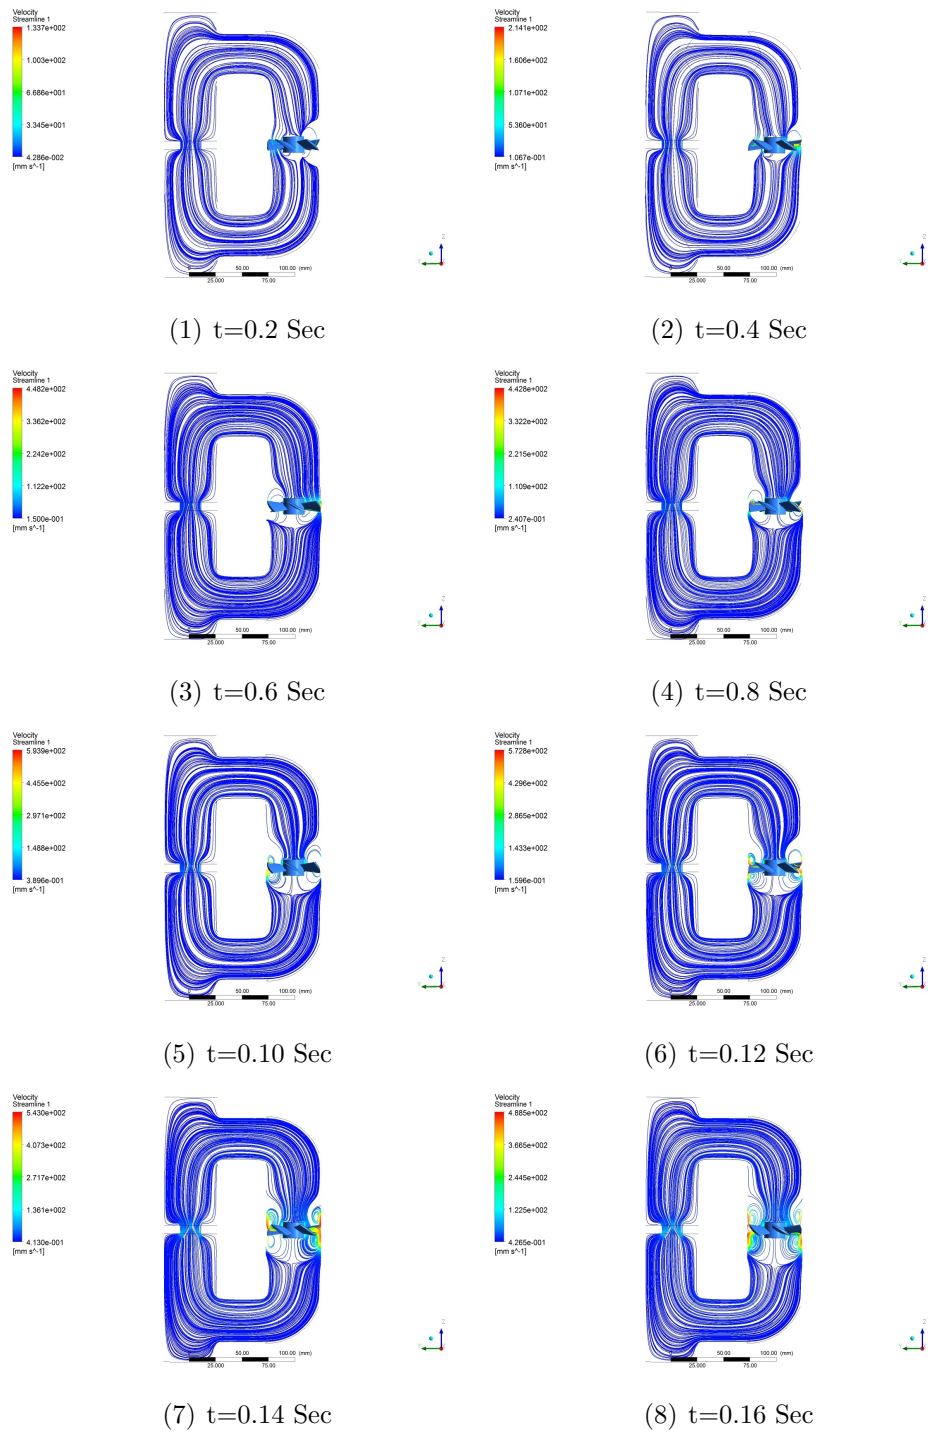 Velocity
Streamline 1
1.337e+002
1.003e+002
6.686e+001
3.345e+001
4.286e-002
[mm s^-1]
Z
Y
0 50.00 100.00 (mm)
25.000 75.00
(1) t=0.2 Sec
Velocity
Streamline 1
2.141e+002
1.606e+002
1.071e+002
5.360e+001
1.067e-001
[mm s^-1]
Z
Y
0 50.00 100.00 (mm)
25.000 75.00
(2) t=0.4 Sec
Velocity
Streamline 1
4.482e+002
3.362e+002
2.242e+002
1.122e+002
1.500e-001
[mm s^-1]
Z
Y
0 50.00 100.00 (mm)
25.000 75.00
(3) t=0.6 Sec
Velocity
Streamline 1
4.428e+002
3.322e+002
2.215e+002
1.109e+002
2.407e-001
[mm s^-1]
Z
Y
0 50.00 100.00 (mm)
25.000 75.00
(4) t=0.8 Sec
Velocity
Streamline 1
5.939e+002
4.455e+002
2.971e+002
1.488e+002
3.896e-001
[mm s^-1]
Z
Y
0 50.00 100.00 (mm)
25.000 75.00
(5) t=0.10 Sec
Velocity
Streamline 1
5.728e+002
4.296e+002
2.865e+002
1.433e+002
1.596e-001
[mm s^-1]
Z
Y
0 50.00 100.00 (mm)
25.000 75.00
(6) t=0.12 Sec
Velocity
Streamline 1
5.430e+002
4.073e+002
2.717e+002
1.361e+002
4.130e-001
[mm s^-1]
Z
Y
0 50.00 100.00 (mm)
25.000 75.00
(7) t=0.14 Sec
Velocity
Streamline 1
4.885e+002
3.665e+002
2.445e+002
1.225e+002
4.265e-001
[mm s^-1]
Z
Y
0 50.00 100.00 (mm)
25.000 75.00
(8) t=0.16 Sec